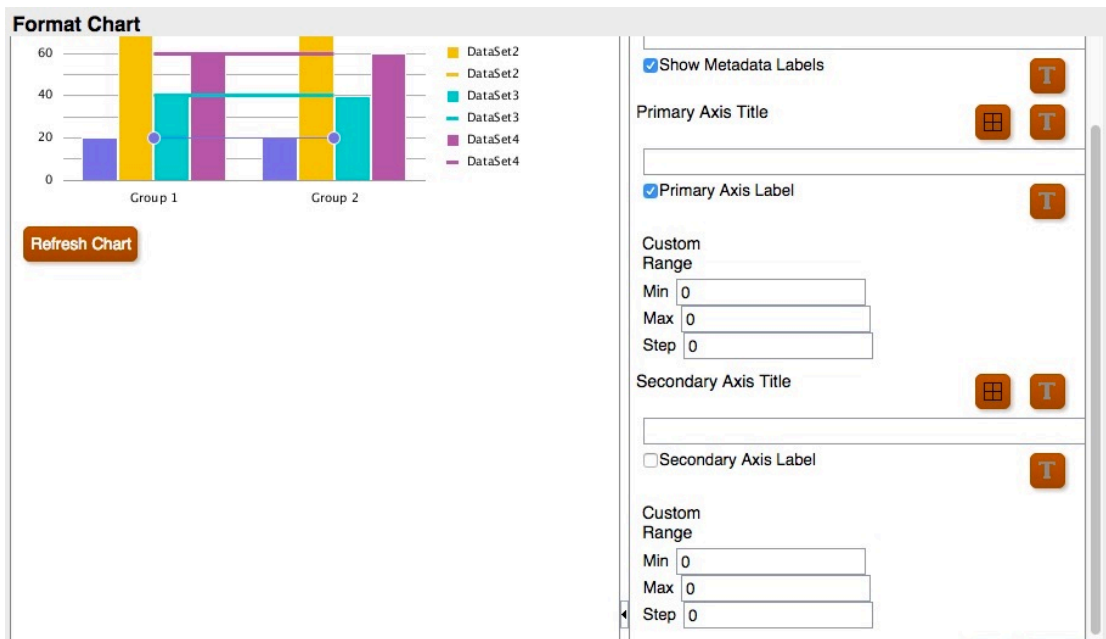 Format Chart
60
40
20
0
Group 1
Group 2
DataSet2
DataSet2
DataSet3
DataSet3
DataSet4
DataSet4
Refresh Chart
Show Metadata Labels
T
Primary Axis Title
T
Primary Axis Label
T
Custom
Range
Min 0
Max 0
Step 0
Secondary Axis Title
T
Secondary Axis Label
T
Custom
Range
Min 0
Max 0
Step 0